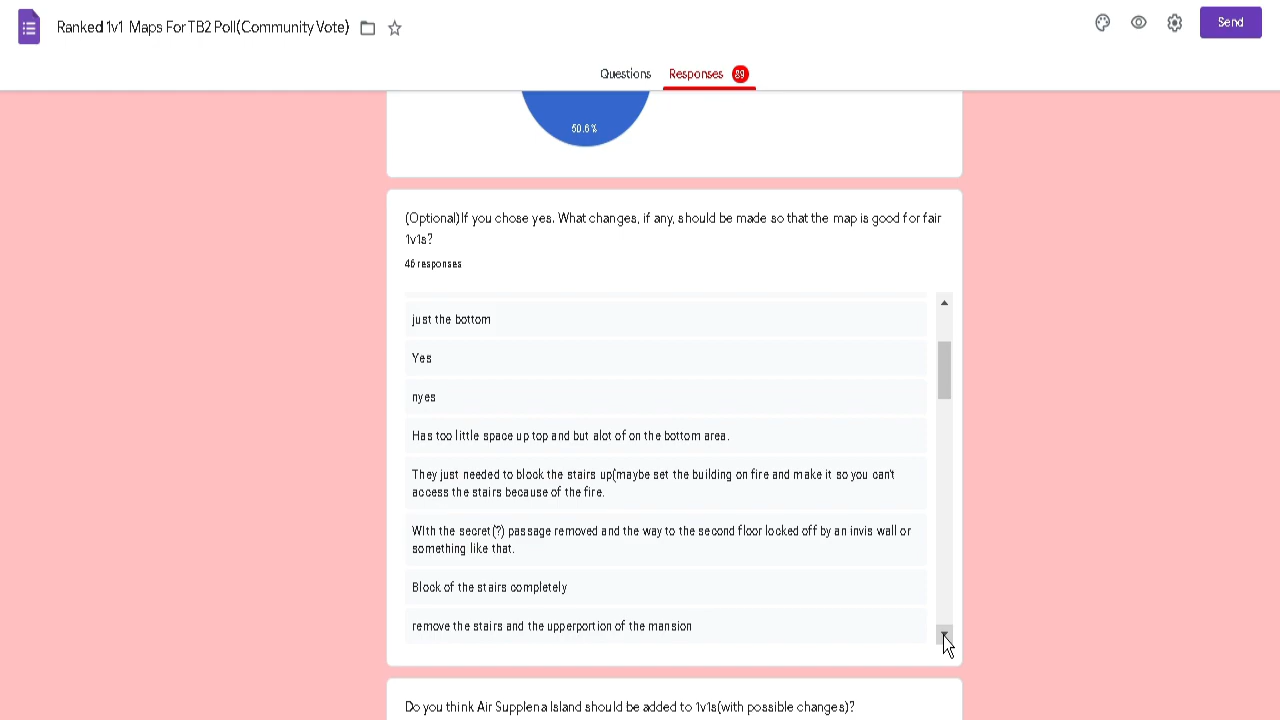 Ranked 1v1 Maps For TB2 Poll(Community Vote)
Send
Questions Responses 89
50.6%
(Optional)If you chose yes. What changes, if any, should be made so that the map is good for fair
1v1s?
46 responses
just the bottom
Yes
nyes
Has too little space up top and but alot of on the bottom area.
They just needed to block the stairs up(maybe set the building on fire and make it so you can't
access the stairs because of the fire.
WIth the secret(?) passage removed and the way to the second floor locked off by an invis wall or
something like that.
Block of the stairs completely
remove the stairs and the upperportion of the mansion
Do you think Air Supplena Island should be added to 1v1s(with possible changes)?